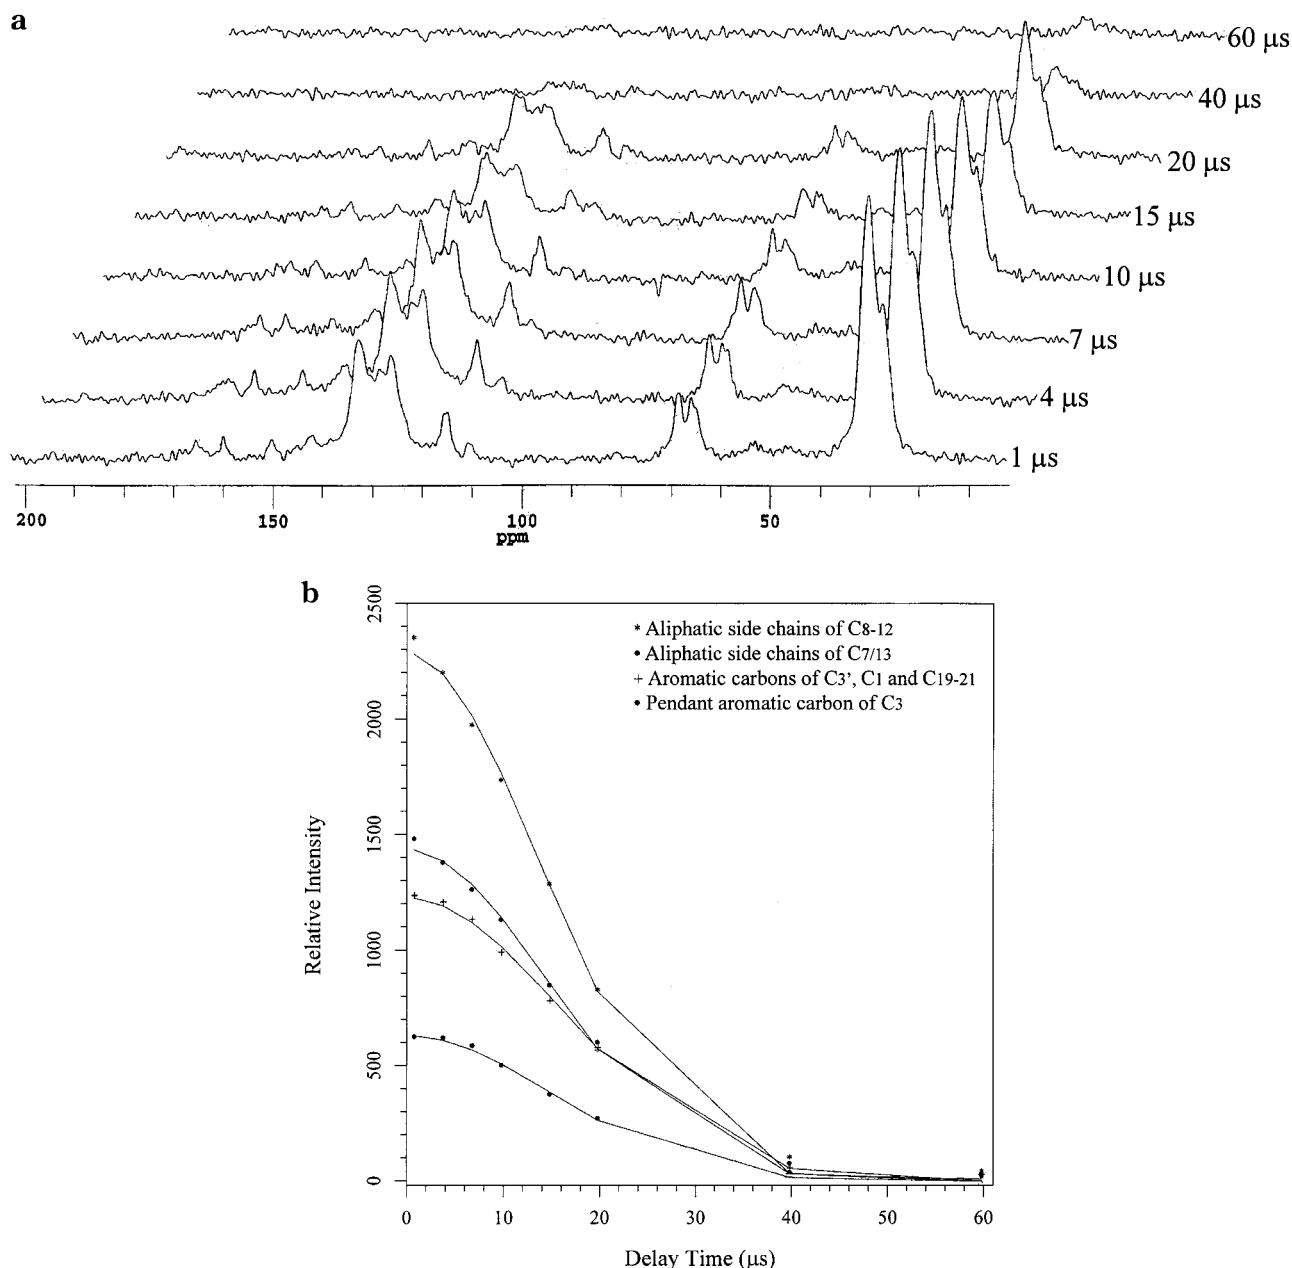 a
60 µs
40 µs
20 µs
15 µs
10 µs
7 µs
4 µs
1 µs
200 150 100 50
ppm
b
2500
2000
1500
1000
500
0
Relative Intensity
* Aliphatic side chains of C8-12
• Aliphatic side chains of C7/13
+ Aromatic carbons of C3’, C1 and C19-21
• Pendant aromatic carbon of C3
0 10 20 30 40 50 60
Delay Time (µs)